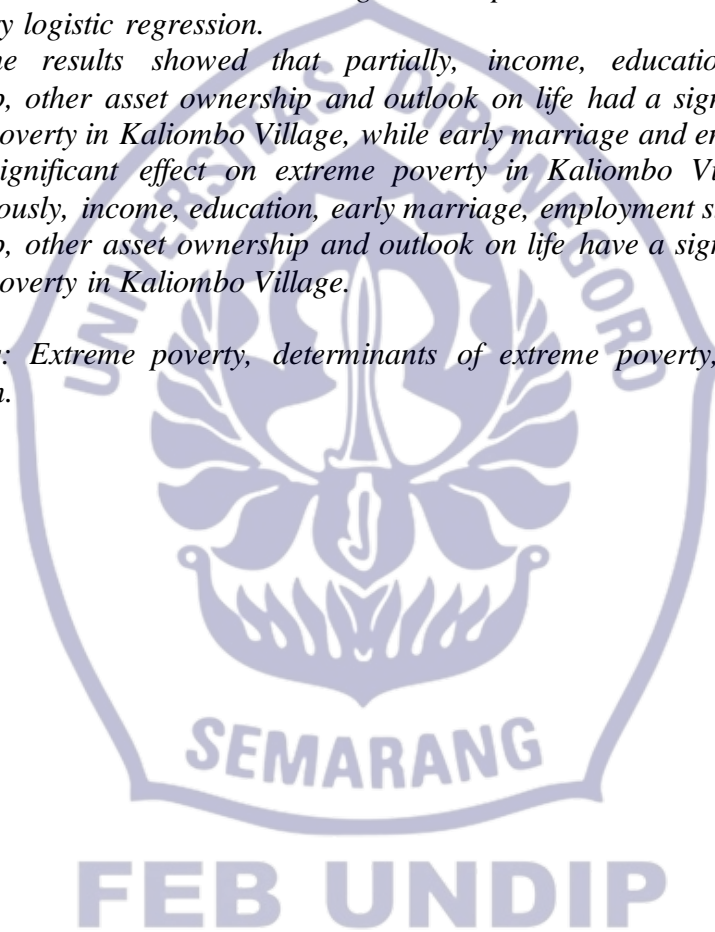 y logistic regression.
e results showed that partially, income, educatio
p, other asset ownership and outlook on life had a sign
overty in Kaliombo Village, while early marriage and en
ignificant effect on extreme poverty in Kaliombo Vi
ously, income, education, early marriage, employment s
p, other asset ownership and outlook on life have a sign
overty in Kaliombo Village.
: Extreme poverty, determinants of extreme poverty,
n.
UNIVERSITAS DIPONEGORO
SEMARANG
FEB UNDIP